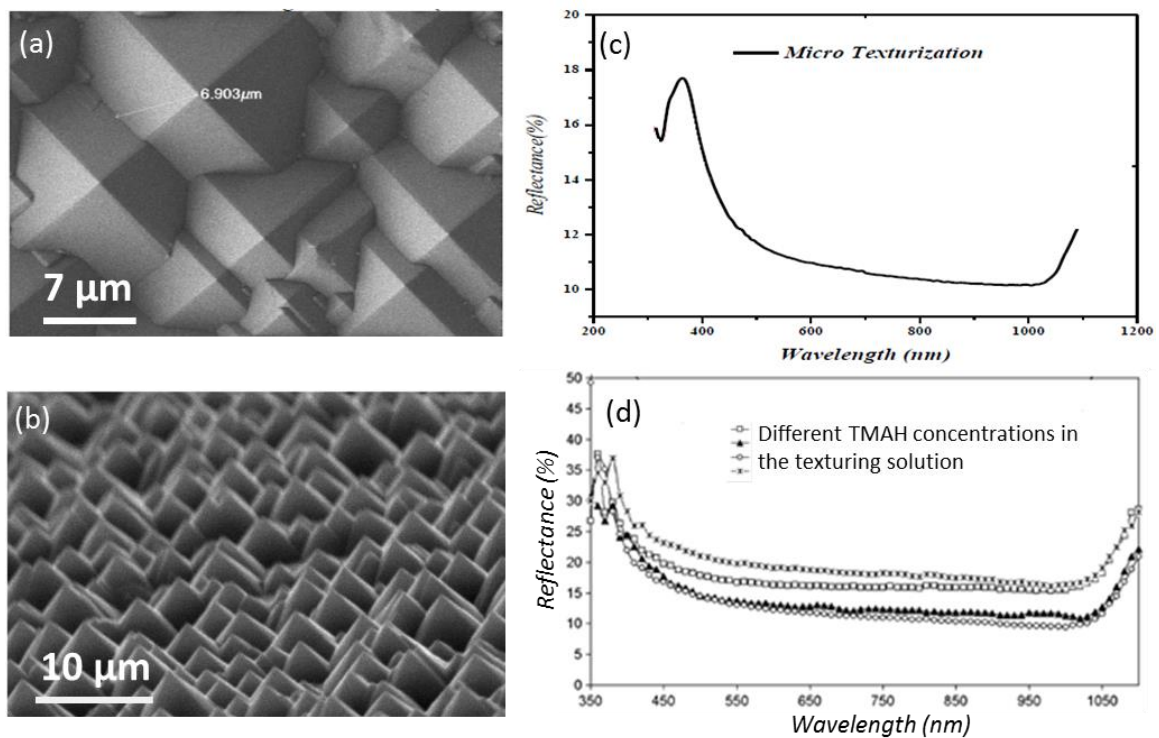 (a)
6.903µm
7 µm
(c)
Micro Texturization
20
18
16
14
12
10
Reflectance(%)
200
400
600
800
1000
1200
Wavelength (nm)
(b)
10 µm
(d)
Different TMAH concentrations in
the texturing solution
50
45
40
35
30
25
20
15
10
5
0
Reflectance (%)
350
450
550
650
750
850
950
1050
Wavelength (nm)